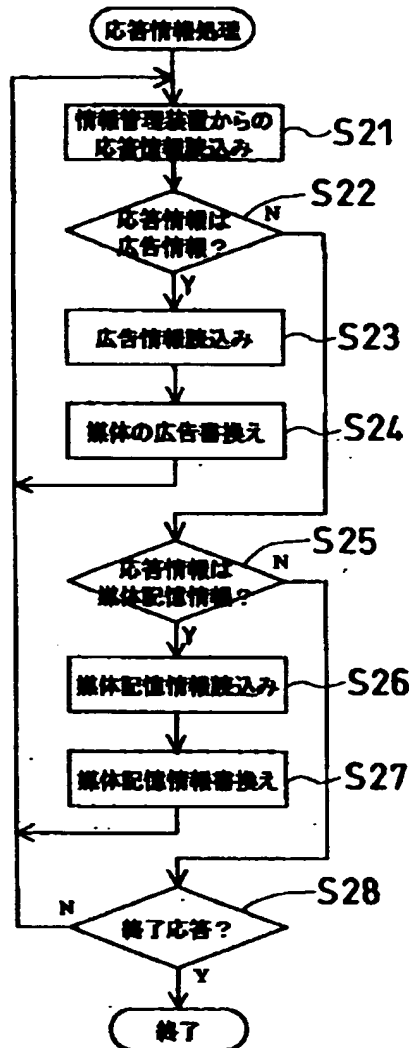 応答情報処理
情報管理装置からの
応答情報読込み
S21
S22
応答情報は
広告情報？
N
Y
広告情報読込み
S23
媒体の広告書換え
S24
S25
応答情報は
媒体記憶情報？
N
Y
媒体記憶情報読込み
S26
媒体記憶情報書換え
S27
S28
N
終了応答？
Y
終了